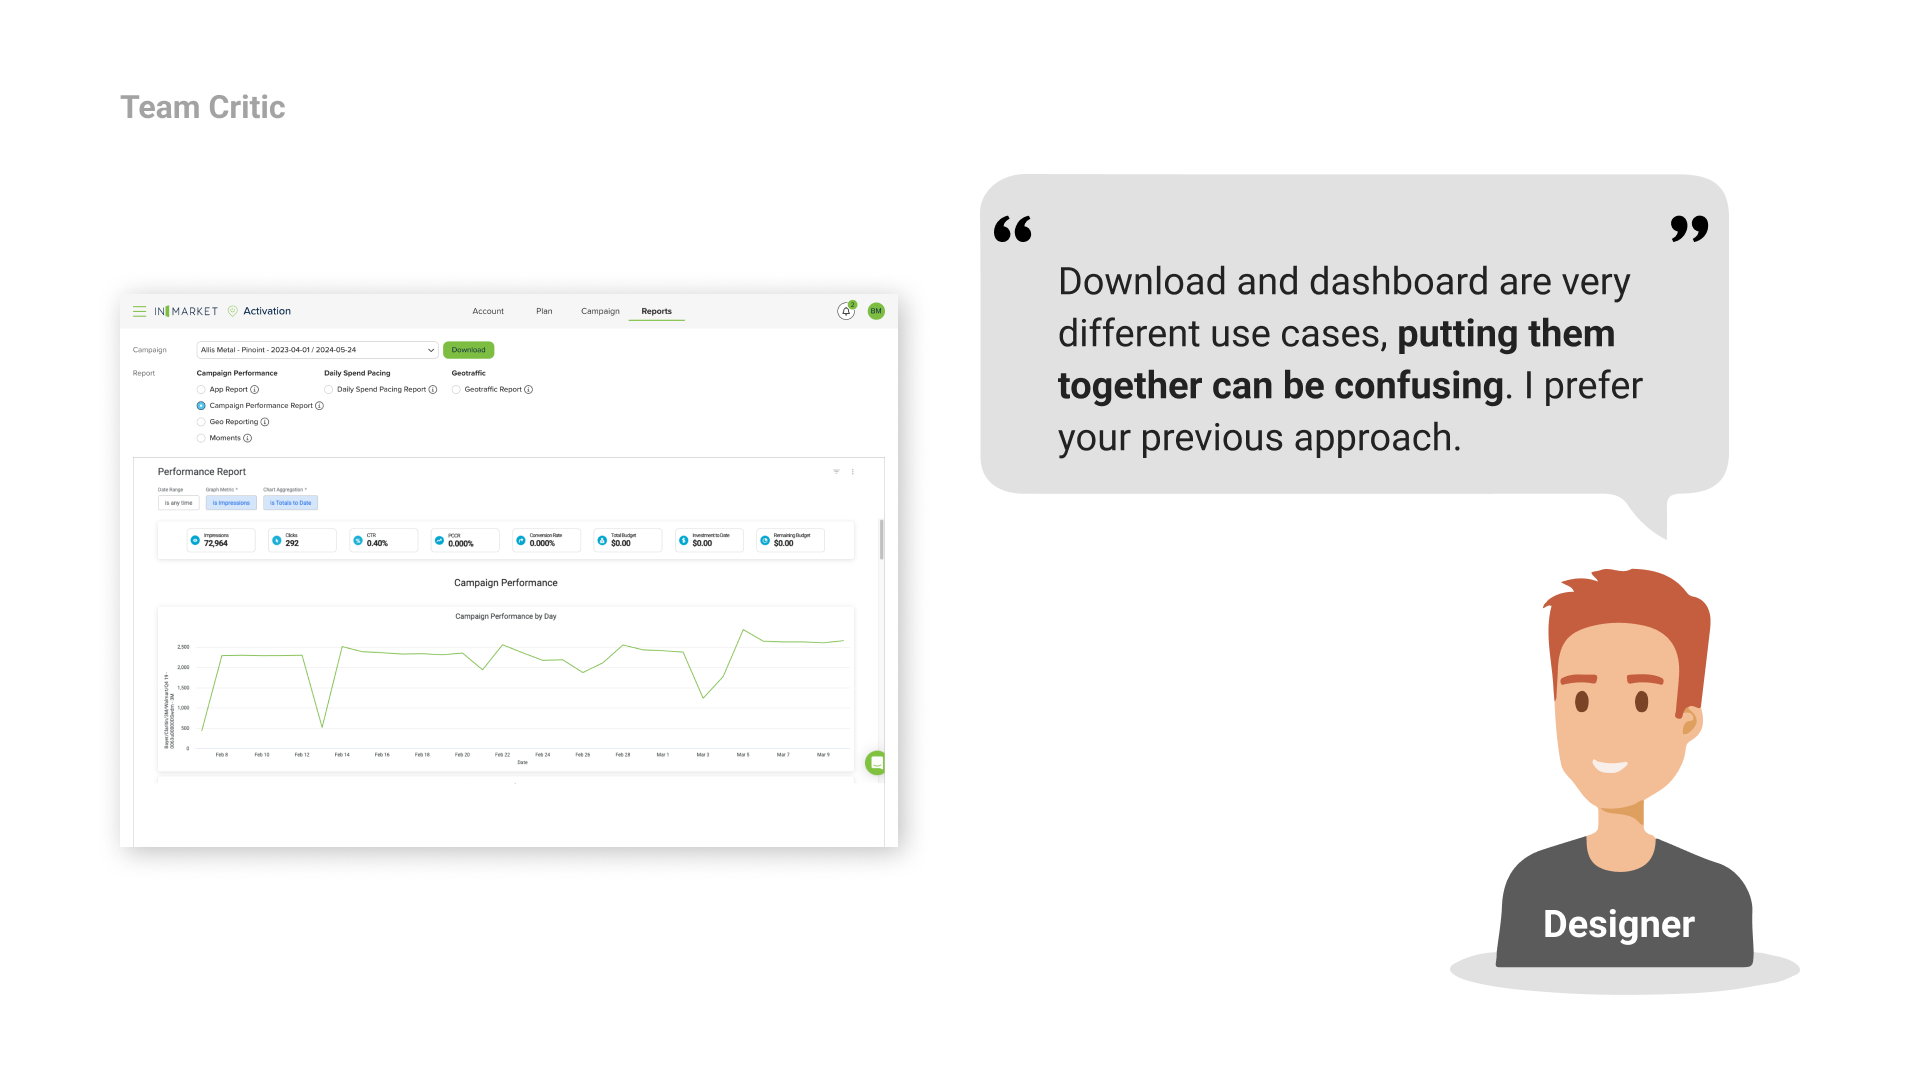 Team Critic
“ ”
Download and dashboard are very
different use cases, putting them
together can be confusing. I prefer
your previous approach.
INMARKET Activation Account Plan Campaign Reports 2 BM
Campaign Allis Metal - Pinoint - 2023-04-01 / 2024-05-24 Download
Report Campaign Performance Daily Spend Pacing Geotraffic
App Report Daily Spend Pacing Report Geotraffic Report
Campaign Performance Report
Geo Reporting
Moments
Performance Report
Date Range Graph Metric * Chart Aggregation *
is any time is Impressions is Totals to Date
Impressions Clicks CTR PCCR Conversion Rate Total Budget Investment to Date Remaining Budget
72,964 292 0.40% 0.000% 0.000% $0.00 $0.00 $0.00
Campaign Performance
Campaign Performance by Day
2,500
2,000
1,500
1,000
500
0
Feb 8 Feb 10 Feb 12 Feb 14 Feb 16 Feb 18 Feb 20 Feb 22 Feb 24 Feb 26 Feb 28 Mar 1 Mar 3 Mar 5 Mar 7 Mar 9
Date
Designer